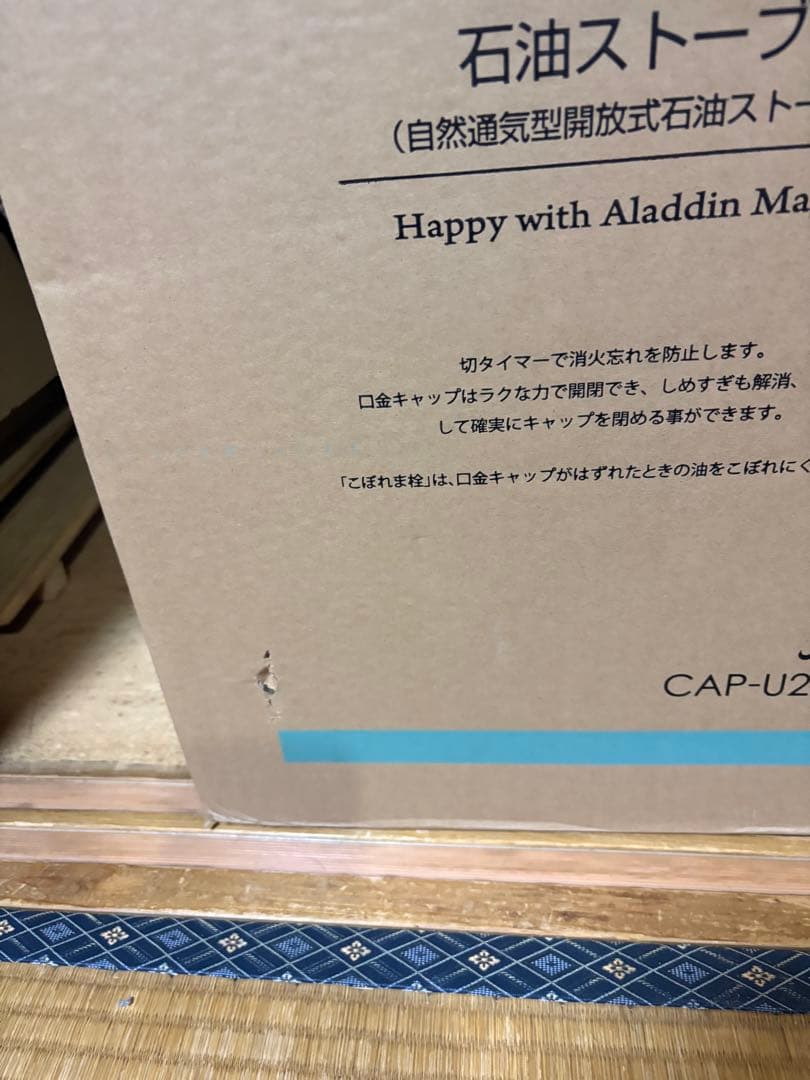 石油ストーブ
（自然通気型開放式石油ストー
Happy with Aladdin Ma
切タイマーで消火忘れを防止します。
口金キャップはラクな力で開閉でき、しめすぎも解消、
して確実にキャップを閉める事ができます。
「こぼれま栓」は、口金キャップがはずれたときの油をこぼれにく
CAP-U2